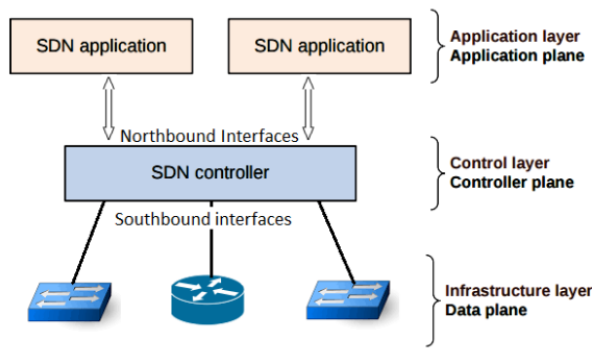 SDN application
SDN application
Application layer
Application plane
Northbound Interfaces
SDN controller
Control layer
Controller plane
Southbound interfaces
Infrastructure layer
Data plane